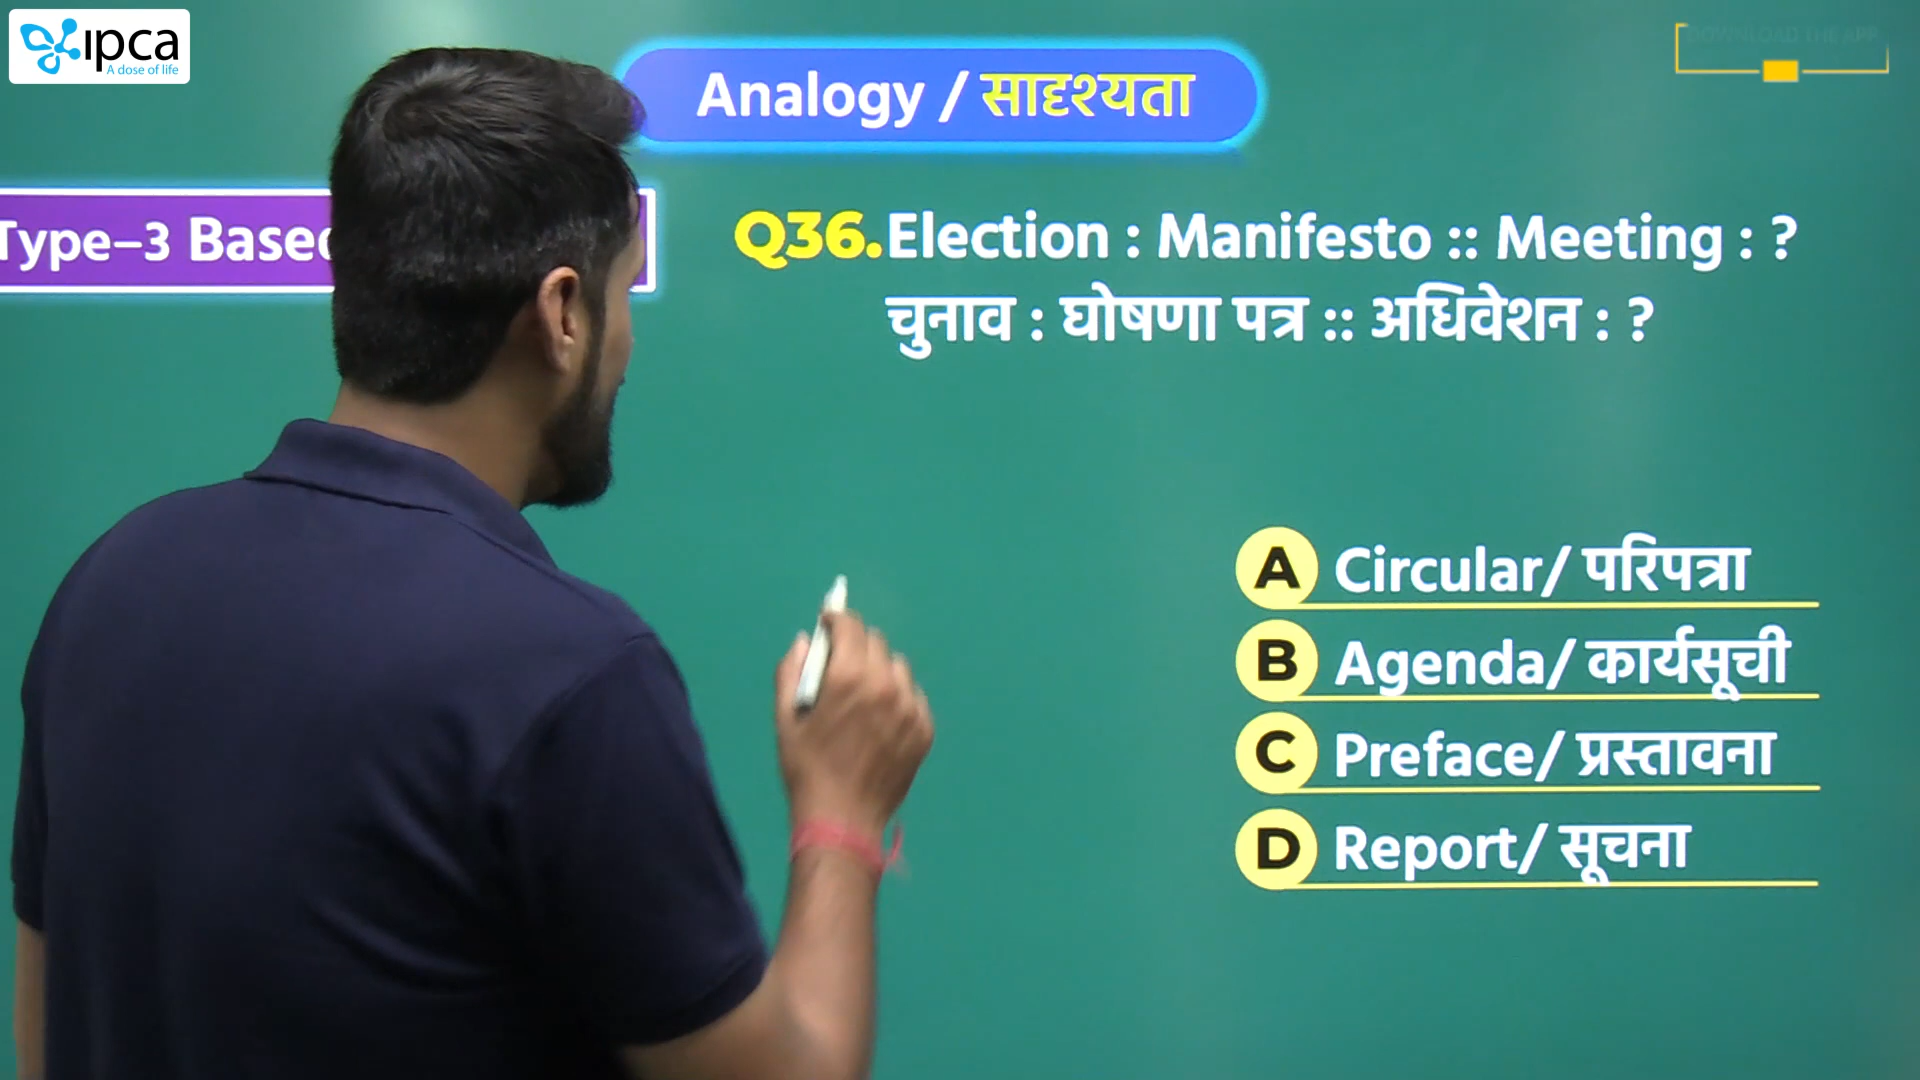 ipca
A dose of life
Analogy / सादृश्यता
Type-3 Based
Q36. Election : Manifesto :: Meeting : ?
चुनाव : घोषणा पत्र :: अधिवेशन : ?
A Circular/ परिपत्रा
B Agenda/ कार्यसूची
C Preface/ प्रस्तावना
D Report/ सूचना